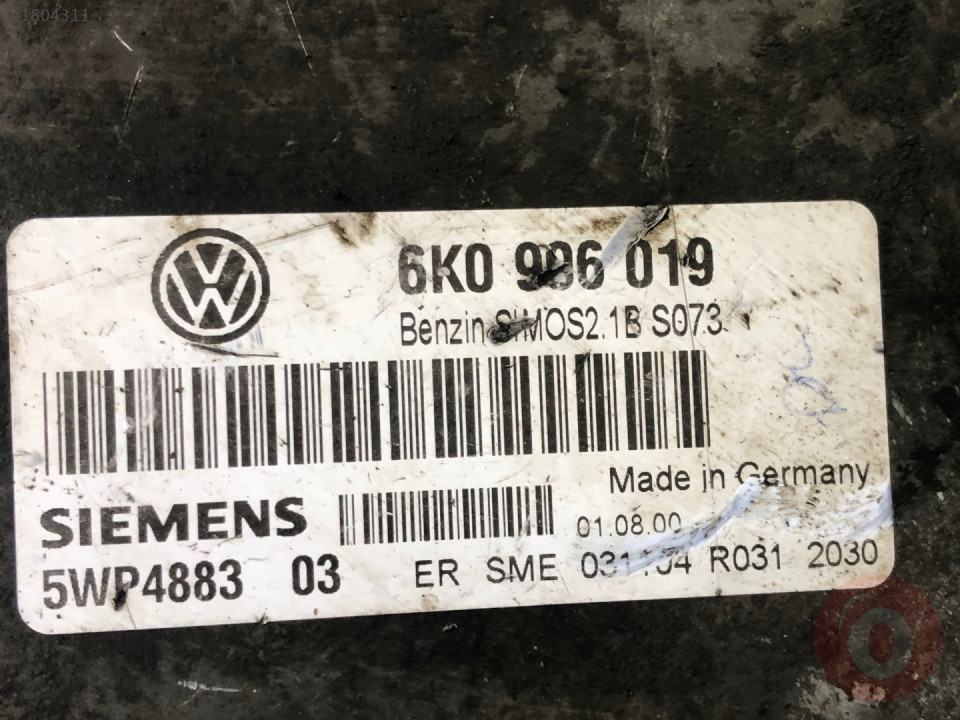 1804311
6K0 906 019
Benzin SIMOS2.1B S073
Made in Germany
SIEMENS
01.08.00
5WP4883 03
ER SME R031 2030